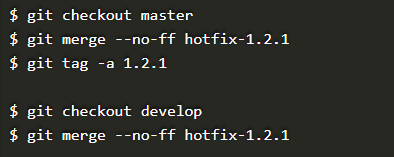 $ git checkout master
$ git merge --no-ff hotfix-1.2.1
$ git tag -a 1.2.1
$ git checkout develop
$ git merge --no-ff hotfix-1.2.1